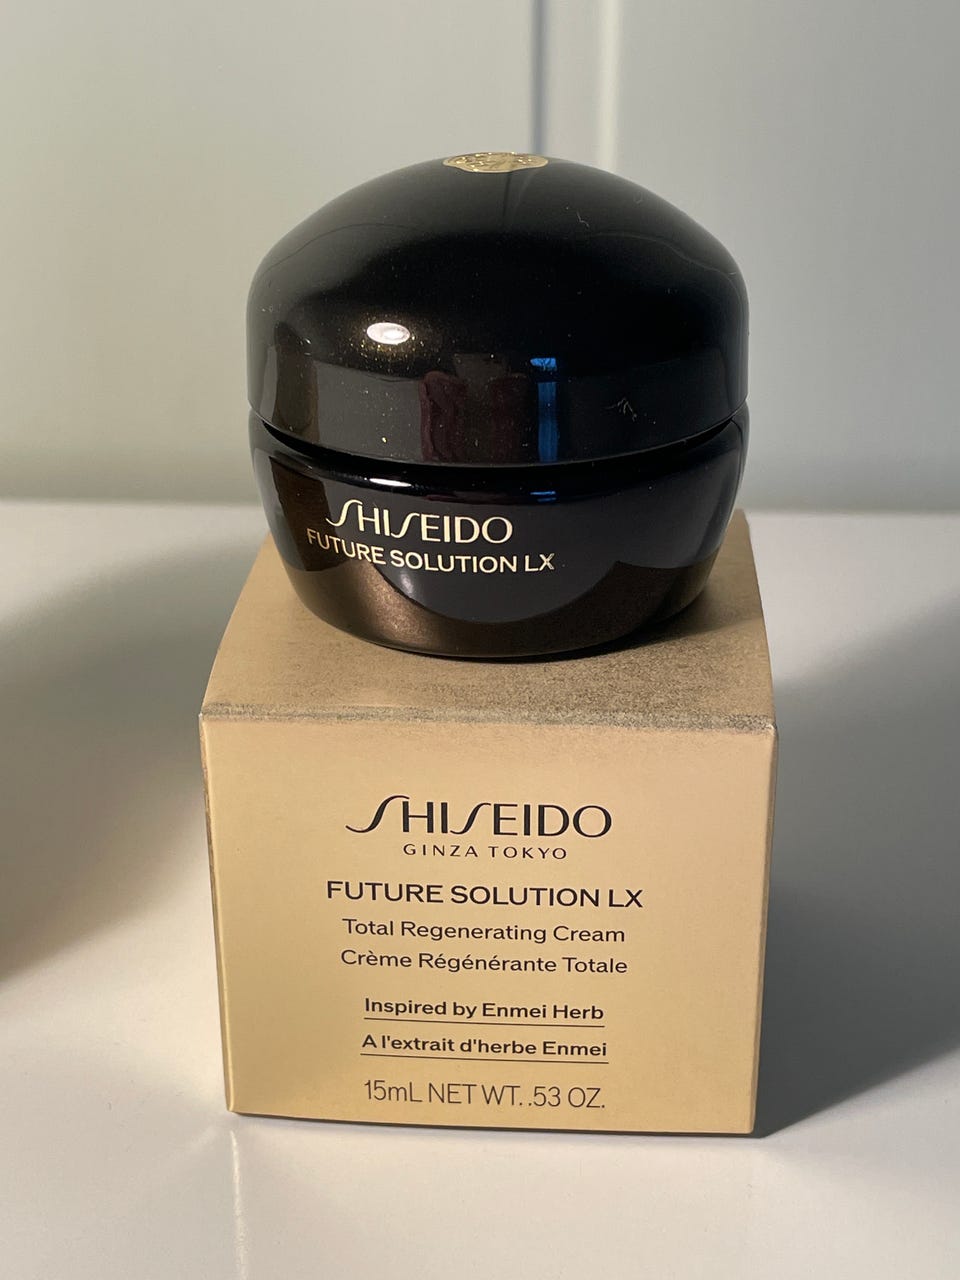 SHISEIDO
FUTURE SOLUTION LX
SHISEIDO
GINZA TOKYO
FUTURE SOLUTION LX
Total Regenerating Cream
Crème Régénérante Totale
Inspired by Enmei Herb
A l'extrait d'herbe Enmei
15mL NET WT. .53 OZ.